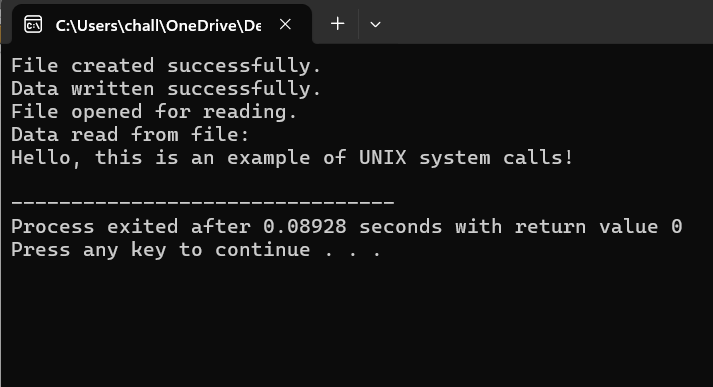 C:\Users\chall\OneDrive\De
File created successfully.
Data written successfully.
File opened for reading.
Data read from file:
Hello, this is an example of UNIX system calls!
--------------------------------
Process exited after 0.08928 seconds with return value 0
Press any key to continue . . .